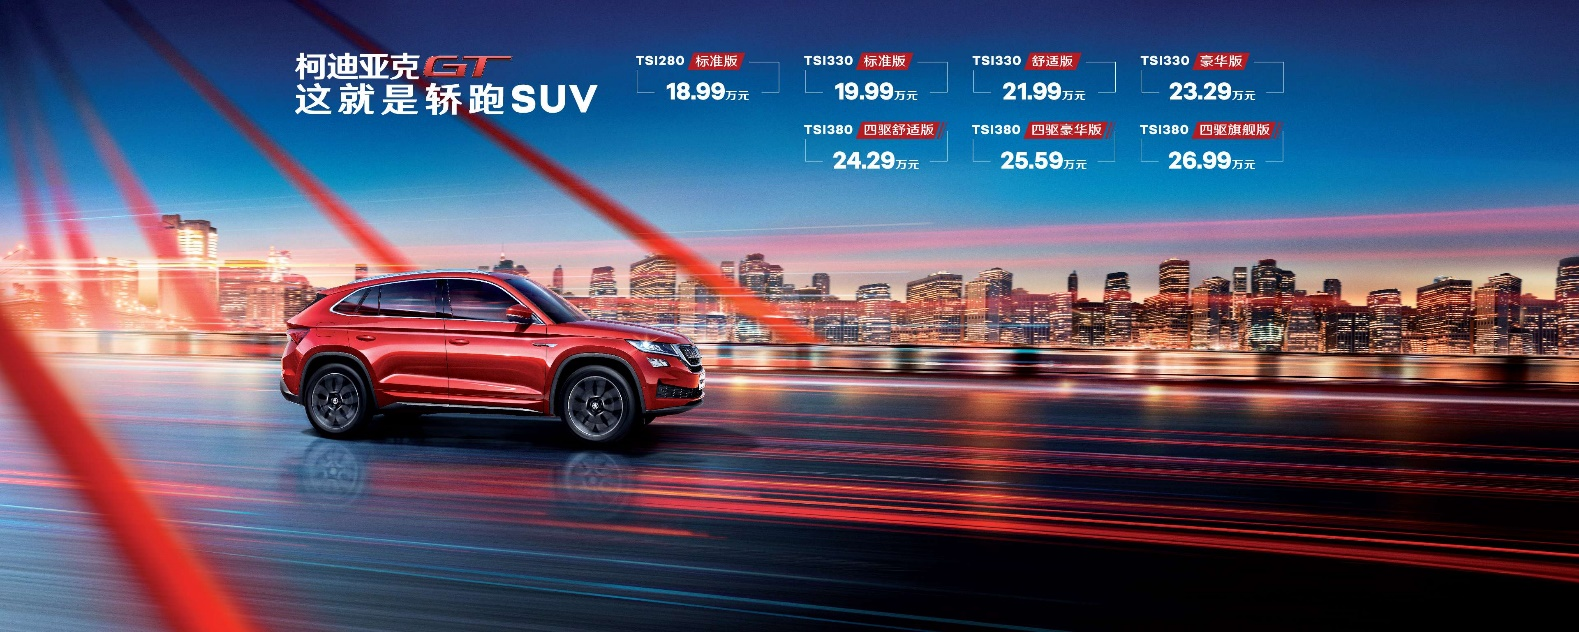 柯迪亚克GT
这就是轿跑SUV
TSI280 标准版
18.99万元
TSI330 标准版
19.99万元
TSI330 舒适版
21.99万元
TSI330 豪华版
23.29万元
TSI380 四驱舒适版
24.29万元
TSI380 四驱豪华版
25.59万元
TSI380 四驱旗舰版
26.99万元